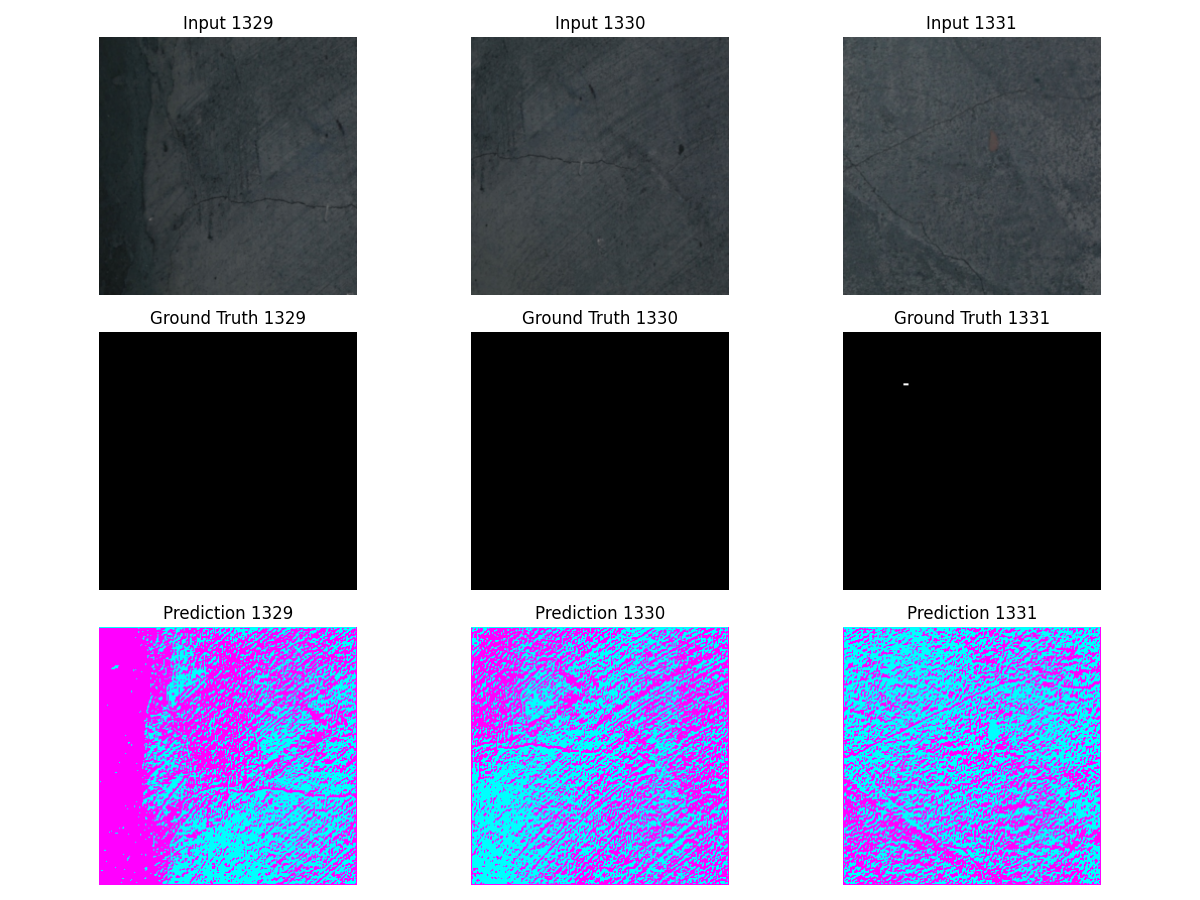 Input 1329
Input 1330
Input 1331
Ground Truth 1329
Ground Truth 1330
Ground Truth 1331
Prediction 1329
Prediction 1330
Prediction 1331